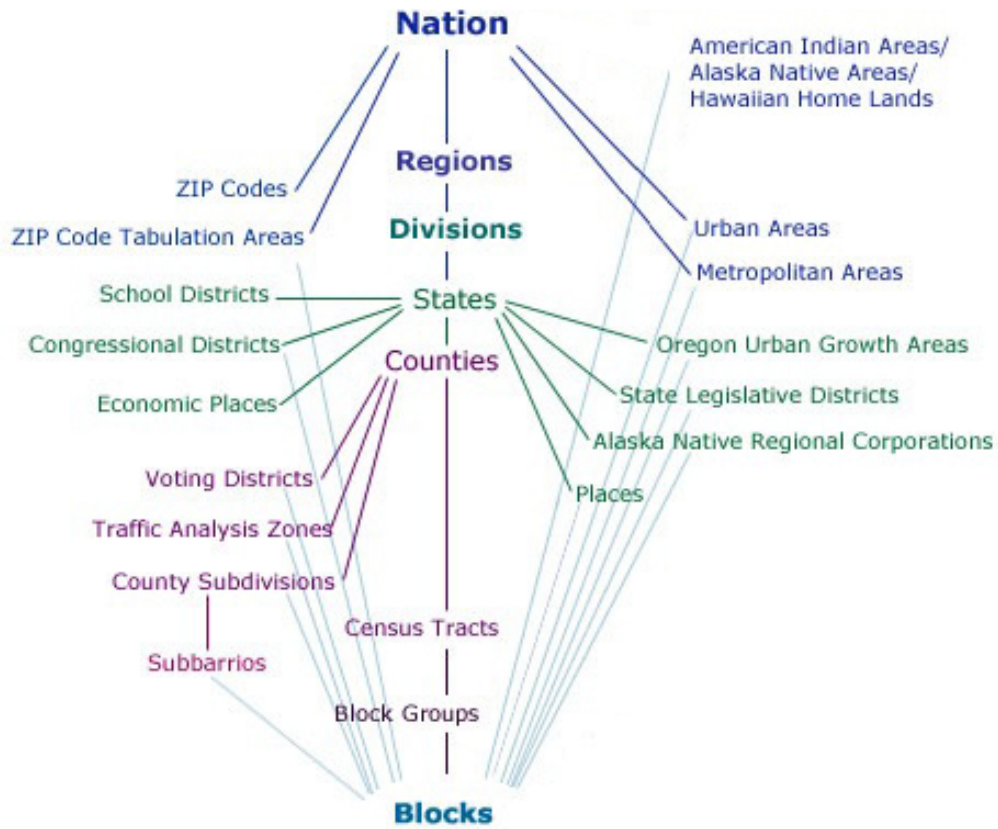 Nation
American Indian Areas/
Alaska Native Areas/
Hawaiian Home Lands
Regions
ZIP Codes
Divisions
Urban Areas
ZIP Code Tabulation Areas
Metropolitan Areas
School Districts
States
Congressional Districts
Oregon Urban Growth Areas
Counties
Economic Places
State Legislative Districts
Alaska Native Regional Corporations
Voting Districts
Places
Traffic Analysis Zones
County Subdivisions
Census Tracts
Subbarrios
Block Groups
Blocks